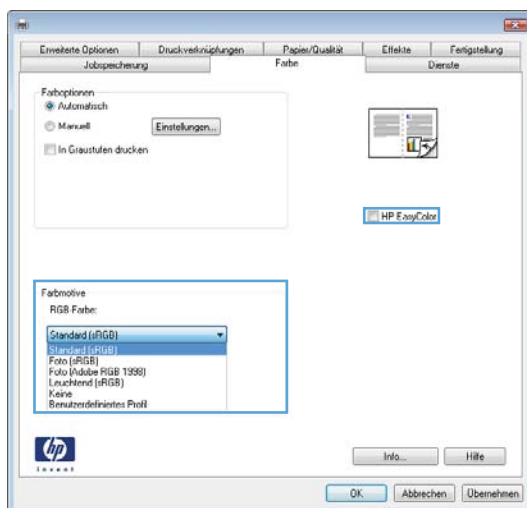 Erweiterte Optionen Druckverknüpfungen Papier/Qualität Effekte Fertigstellung
Jobspeicherung Farbe Dienste
Farboptionen
Automatisch
Manuell Einstellungen...
In Graustufen drucken
HP EasyColor
Farbmotive
RGB-Farbe:
Standard (sRGB)
Standard (sRGB)
Foto (sRGB)
Foto (Adobe RGB 1998)
Leuchtend (sRGB)
Keine
Benutzerdefiniertes Profil
hp
invent
Info... Hilfe
OK Abbrechen Übernehmen